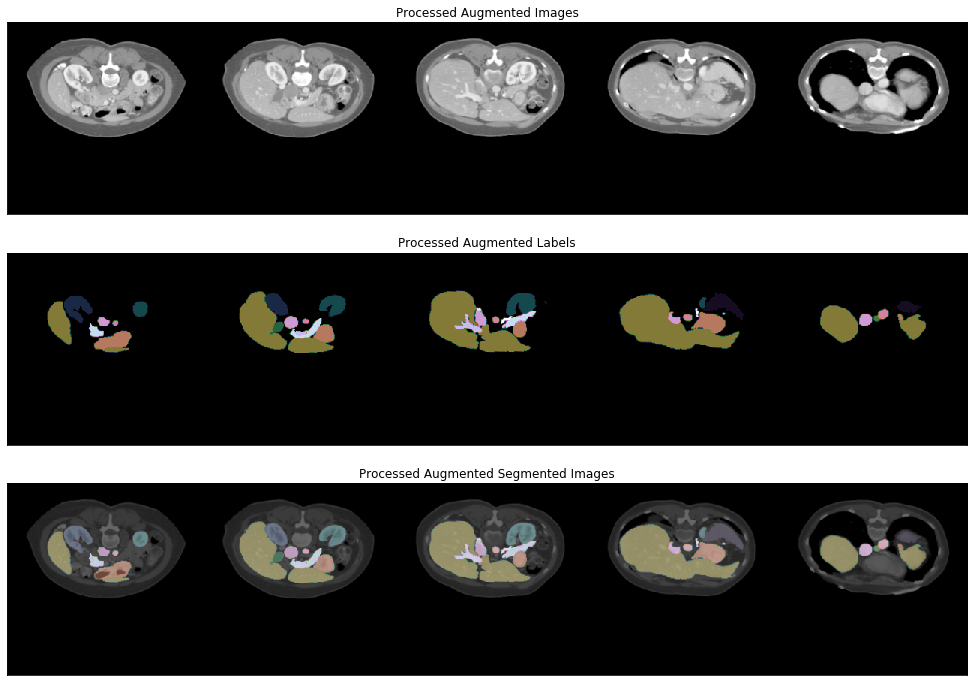 Processed Augmented Images
Processed Augmented Labels
Processed Augmented Segmented Images